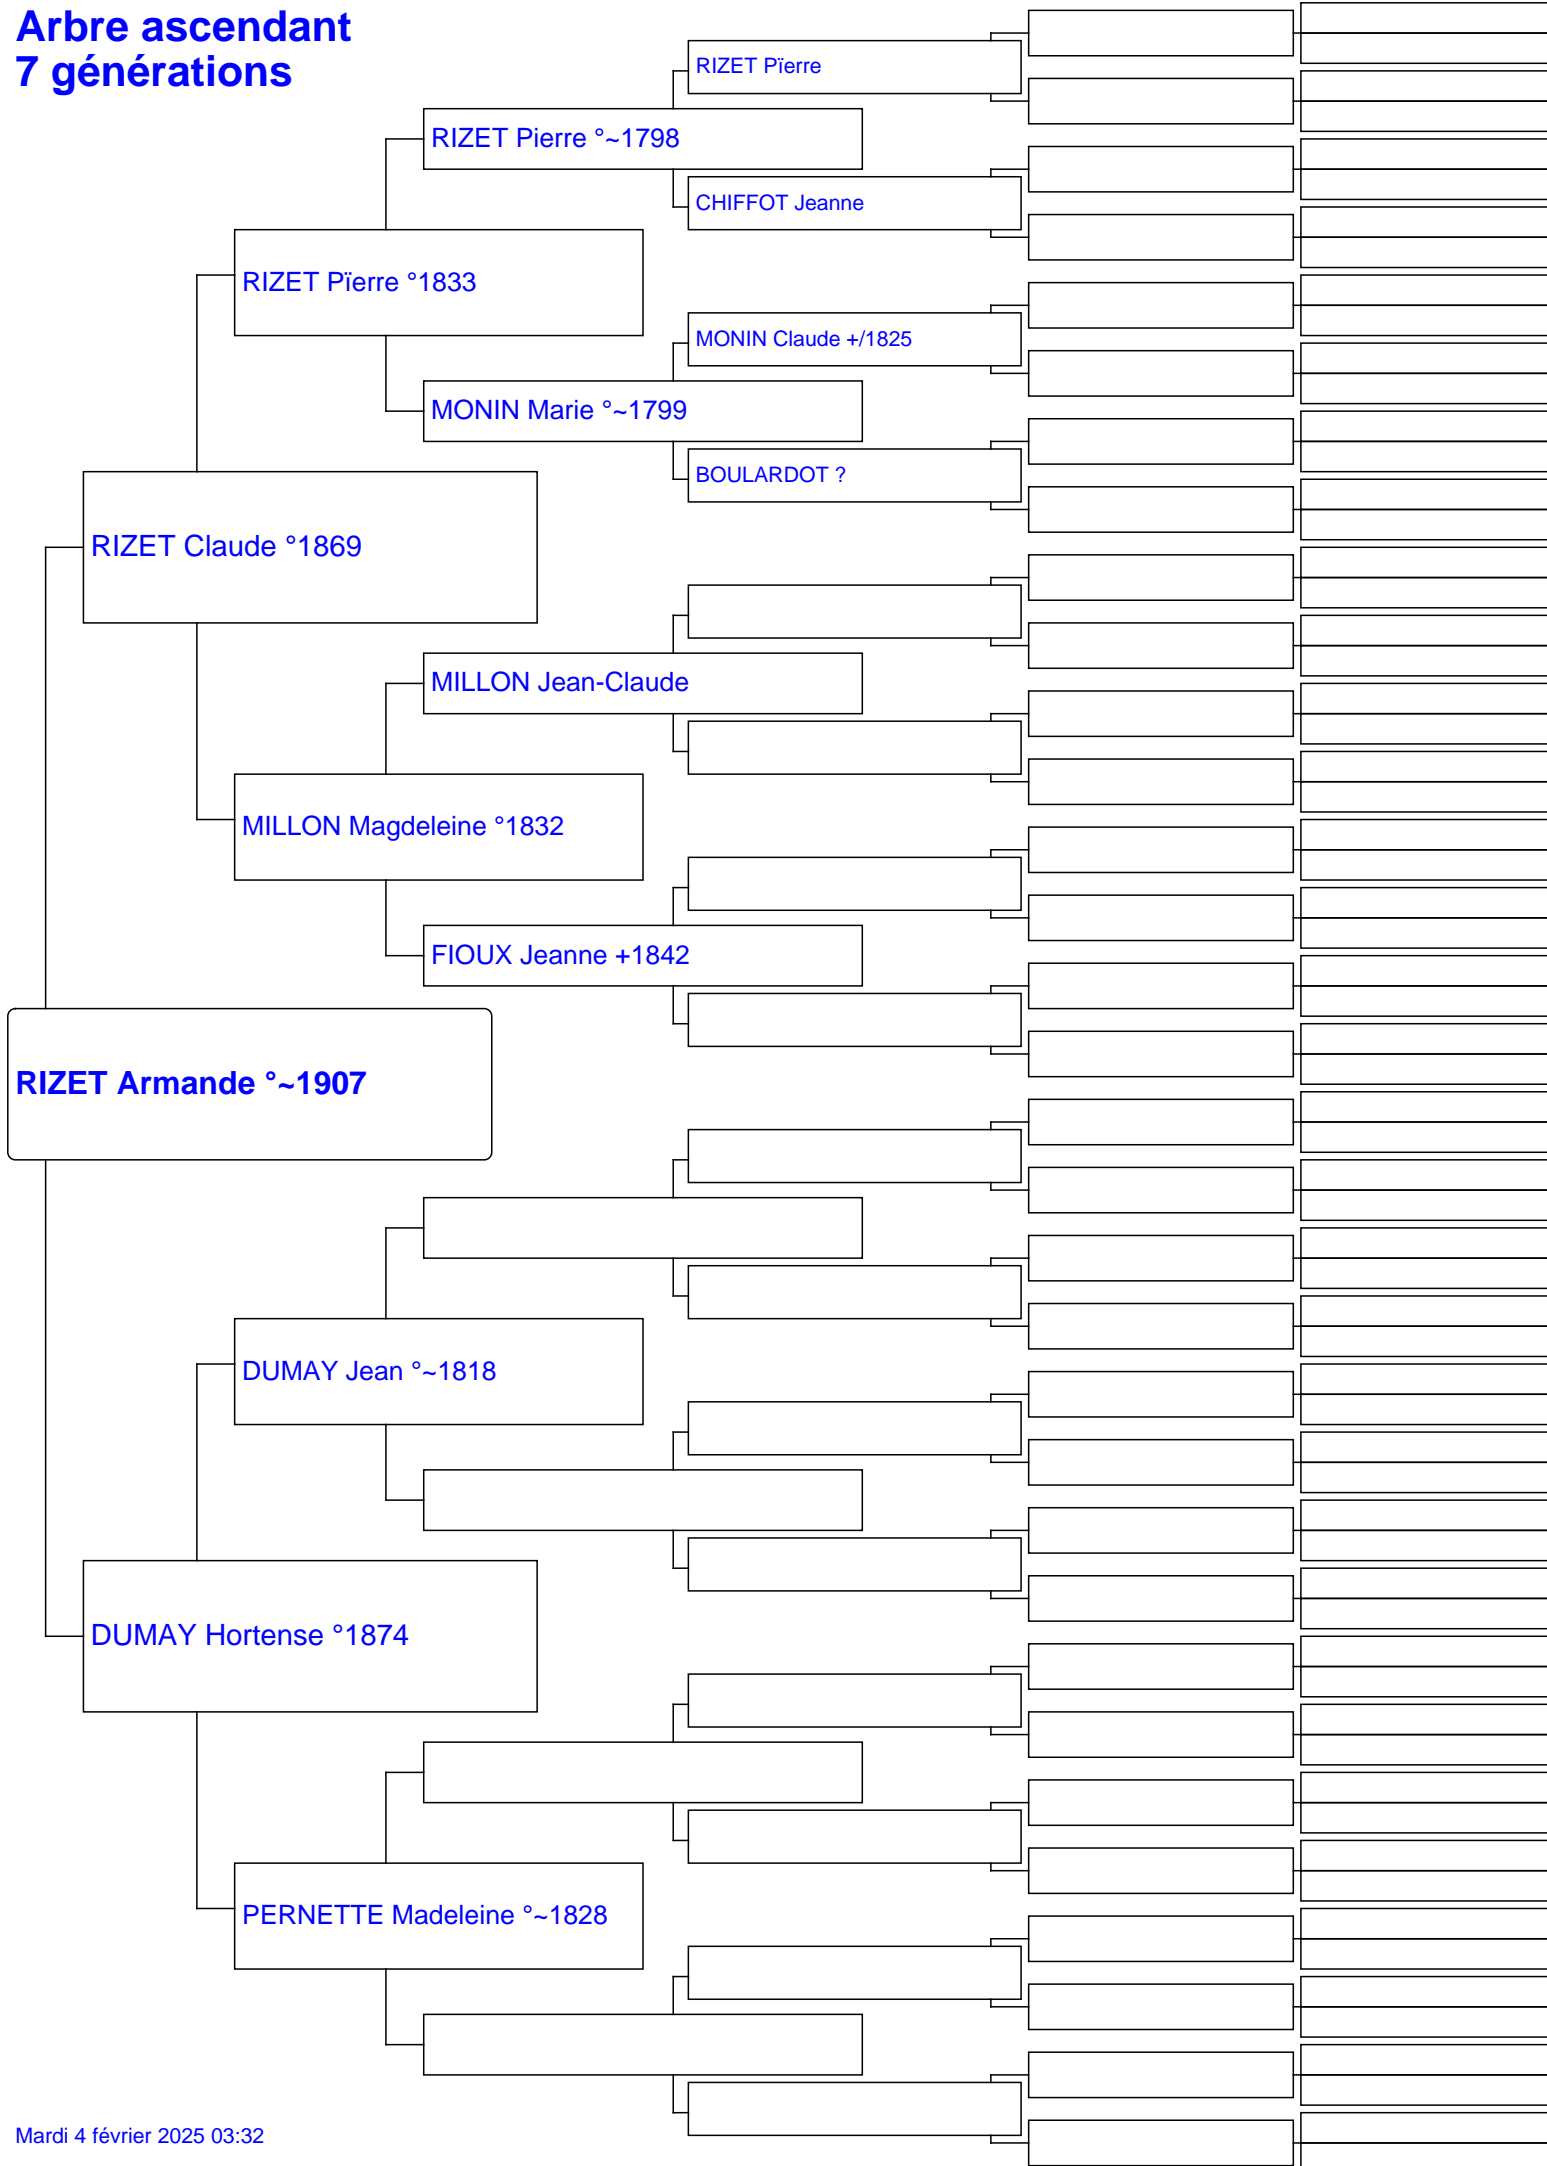 Arbre ascendant
7 générations
RIZET Pïerre
RIZET Pierre °~1798
CHIFFOT Jeanne
RIZET Pïerre °1833
MONIN Claude +/1825
MONIN Marie °~1799
BOULARDOT ?
RIZET Claude °1869
MILLON Jean-Claude
MILLON Magdeleine °1832
FIOUX Jeanne +1842
RIZET Armande °~1907
DUMAY Jean °~1818
DUMAY Hortense °1874
PERNETTE Madeleine °~1828
Mardi 4 février 2025 03:32